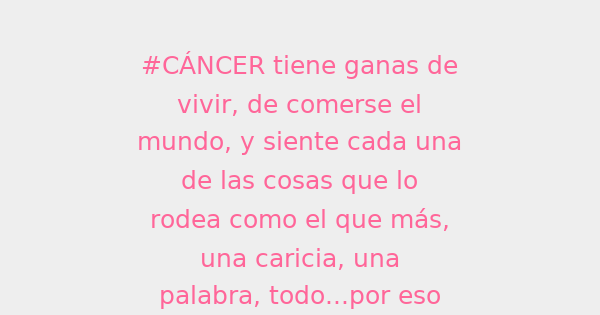 #CÁNCER tiene ganas de
vivir, de comerse el
mundo, y siente cada una
de las cosas que lo
rodea como el que más,
una caricia, una
palabra, todo...por eso